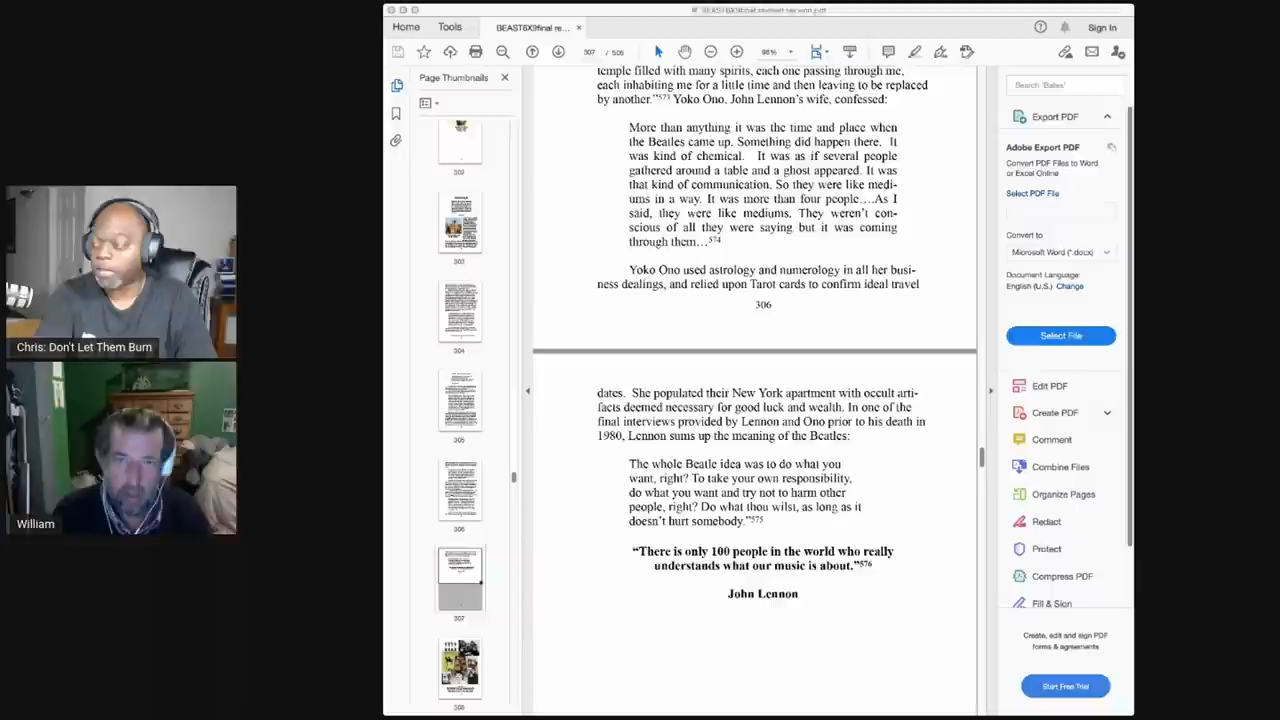 Home
Tools
BEAST6X9final re...
Sign In
307 / 505
98%
Page Thumbnails
302
303
304
305
306
307
308
temple filled with many spirits, each one passing through me,
each inhabiting me for a little time and then leaving to be replaced
by another.”573 Yoko Ono, John Lennon’s wife, confessed:
More than anything it was the time and place when
the Beatles came up. Something did happen there. It
was kind of chemical. It was as if several people
gathered around a table and a ghost appeared. It was
that kind of communication. So they were like medi-
ums in a way. It was more than four people….As I
said, they were like mediums. They weren’t con-
scious of all they were saying but it was coming
through them…574
Yoko Ono used astrology and numerology in all her busi-
ness dealings, and relied upon Tarot cards to confirm ideal travel
306
dates. She populated their New York apartment with occult arti-
facts deemed necessary for good luck and wealth. In one of the
final interviews provided by Lennon and Ono prior to his death in
1980, Lennon sums up the meaning of the Beatles:
The whole Beatle idea was to do what you
want, right? To take your own responsibility,
do what you want and try not to harm other
people, right? Do what thou wilst, as long as it
doesn’t hurt somebody.”575
“There is only 100 people in the world who really
understands what our music is about.”576
John Lennon
Search 'Bates'
Export PDF
Adobe Export PDF
Convert PDF Files to Word
or Excel Online
Select PDF File
Convert to
Microsoft Word (*.docx)
Document Language:
English (U.S.) Change
Select File
Edit PDF
Create PDF
Comment
Combine Files
Organize Pages
Redact
Protect
Compress PDF
Fill & Sign
Create, edit and sign PDF
forms & agreements
Start Free Trial
Chris: Don't Let Them Burn
William